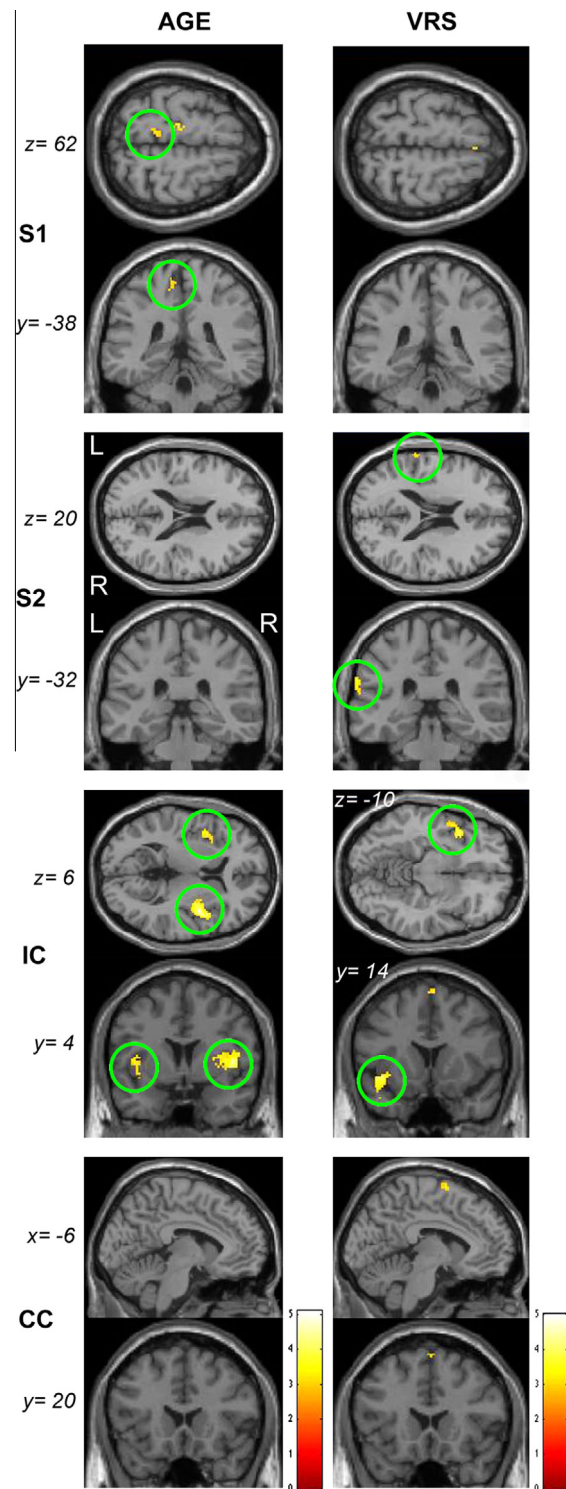 AGE VRS
z= 62
S1
y= -38
L
z= 20
R
S2
L R
y= -32
z= -10
z= 6
IC
y= 14
y= 4
x= -6
CC
5 5
4 4
y= 20
3 3
2 2
1 1
0 0